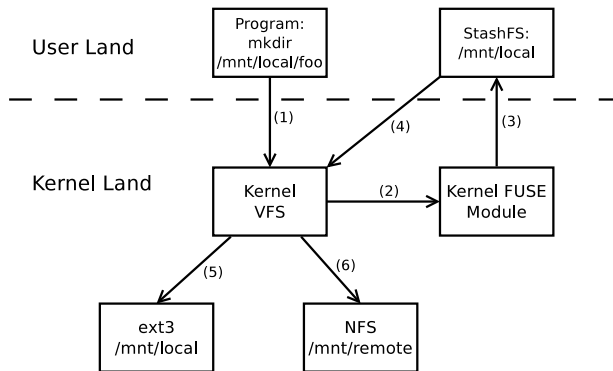 User Land
Program:
mkdir
/mnt/local/foo
StashFS:
/mnt/local
(1)
(4)
(3)
Kernel Land
Kernel
VFS
(2)
Kernel FUSE
Module
(5)
(6)
ext3
/mnt/local
NFS
/mnt/remote